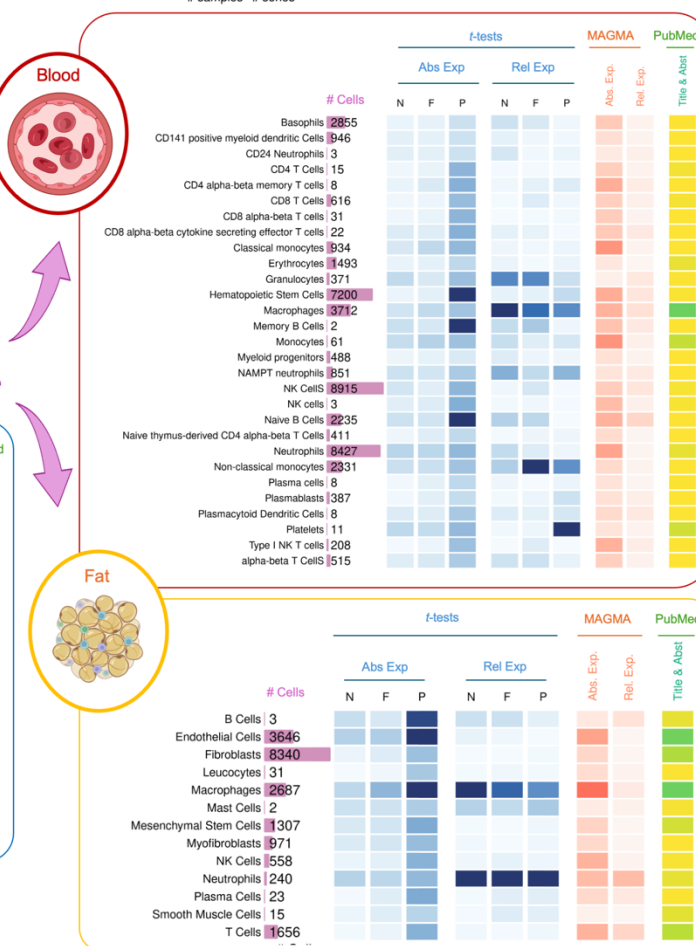 # samples # cones
Blood
t-tests MAGMA PubMed
Abs Exp Rel Exp
Abs. Exp. Rel. Exp. Title & Abst
# Cells N F P N F P
Basophils 2855
CD141 positive myeloid dendritic Cells 946
CD24 Neutrophils 3
CD4 T Cells 15
CD4 alpha-beta memory T cells 8
CD8 T Cells 616
CD8 alpha-beta T cells 31
CD8 alpha-beta cytokine secreting effector T cells 22
Classical monocytes 934
Erythrocytes 1493
Granulocytes 371
Hematopoietic Stem Cells 7200
Macrophages 3712
Memory B Cells 2
Monocytes 61
Myeloid progenitors 488
NAMPT neutrophils 851
NK CellS 8915
NK cells 3
Naive B Cells 2235
Naive thymus-derived CD4 alpha-beta T Cells 411
Neutrophils 8427
Non-classical monocytes 2331
Plasma cells 8
Plasmablasts 387
Plasmacytoid Dendritic Cells 8
Platelets 11
Type I NK T cells 208
alpha-beta T CellS 515
Fat
t-tests MAGMA PubMed
Abs Exp Rel Exp
Abs. Exp. Rel. Exp. Title & Abst
# Cells N F P N F P
B Cells 3
Endothelial Cells 3646
Fibroblasts 8340
Leucocytes 31
Macrophages 2687
Mast Cells 2
Mesenchymal Stem Cells 1307
Myofibroblasts 971
NK Cells 558
Neutrophils 240
Plasma Cells 23
Smooth Muscle Cells 15
T Cells 1656